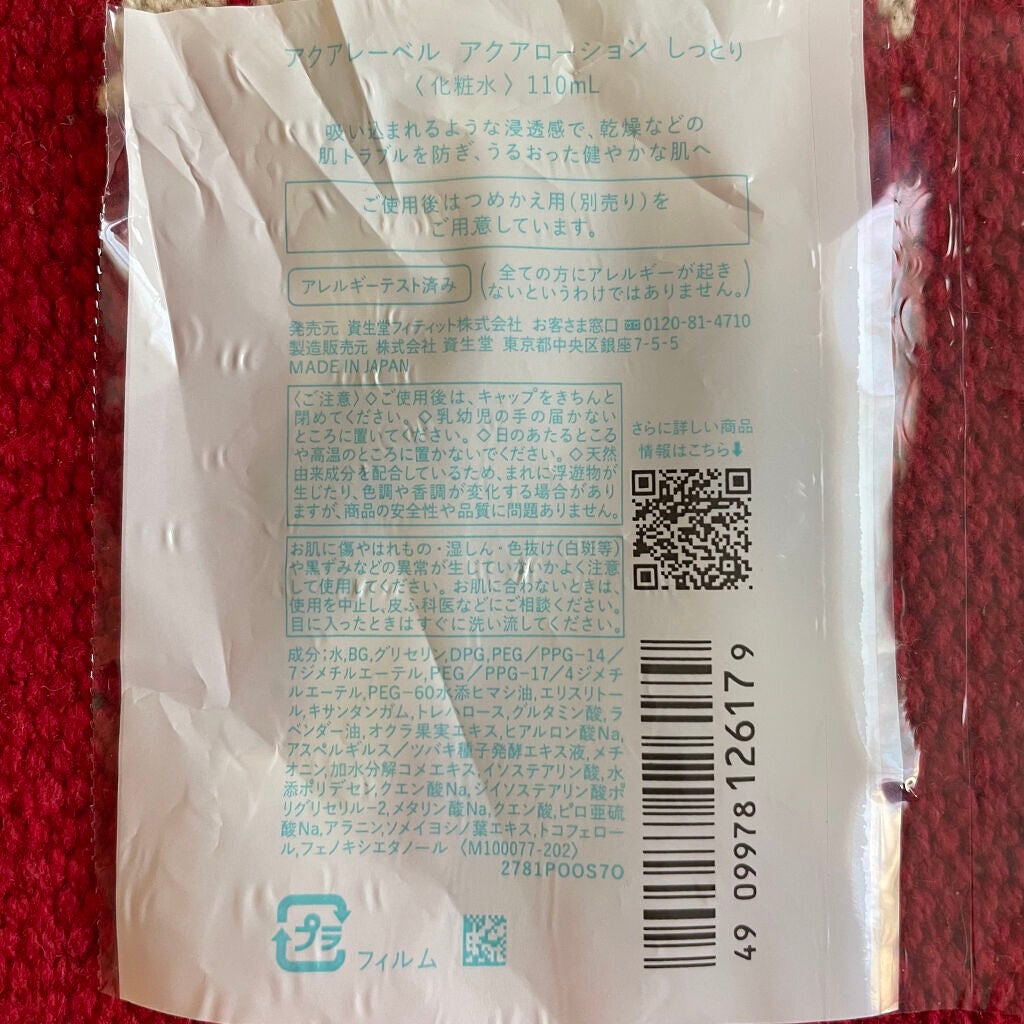 アクアレーベル アクアローション しっとり
〈化粧水〉110mL
吸い込まれるような浸透感で、乾燥などの
肌トラブルを防ぎ、うるおった健やかな肌へ
ご使用後はつめかえ用(別売り)を
ご用意しています。
アレルギーテスト済み
(全ての方にアレルギーが起き
ないというわけではありません。)
発売元 資生堂フィティット株式会社 お客さま窓口 0120-81-4710
製造販売元 株式会社 資生堂 東京都中央区銀座7-5-5
MADE IN JAPAN
〈ご注意〉◇ご使用後は、キャップをきちんと
閉めてください。◇乳幼児の手の届かない
ところに置いてください。◇日のあたるところ
や高温のところに置かないでください。◇天然
由来成分を配合しているため、まれに浮遊物が
生じたり、色調や香調が変化する場合があり
ますが、商品の安全性や品質に問題ありません。
さらに詳しい商品
情報はこちら⬇
お肌に傷やはれもの・湿しん・色抜け(白斑等)
や黒ずみなどの異常が生じていないかよく注意
して使用してください。お肌に合わないときは、
使用を中止し、皮ふ科医などにご相談ください。
目に入ったときはすぐに洗い流してください。
成分:水,BG,グリセリン,DPG,PEG/PPG-14/
7ジメチルエーテル,PEG/PPG-17/4ジメチ
ルエーテル,PEG-60水添ヒマシ油,エリスリトー
ル,キサンタンガム,トレハロース,グルタミン酸,ラ
ベンダー油,オクラ果実エキス,ヒアルロン酸Na,
アスペルギルス/ツバキ種子発酵エキス液,メチ
オニン,加水分解コメエキス,イソステアリン酸,水
添ポリデセン,クエン酸Na,ジイソステアリン酸ポ
リグリセリル-2,メタリン酸Na,クエン酸,ピロ亜硫
酸Na,アラニン,ソメイヨシノ葉エキス,トコフェロー
ル,フェノキシエタノール 〈M100077-202〉
2781P00S70
4909978126179
プラ
フィルム